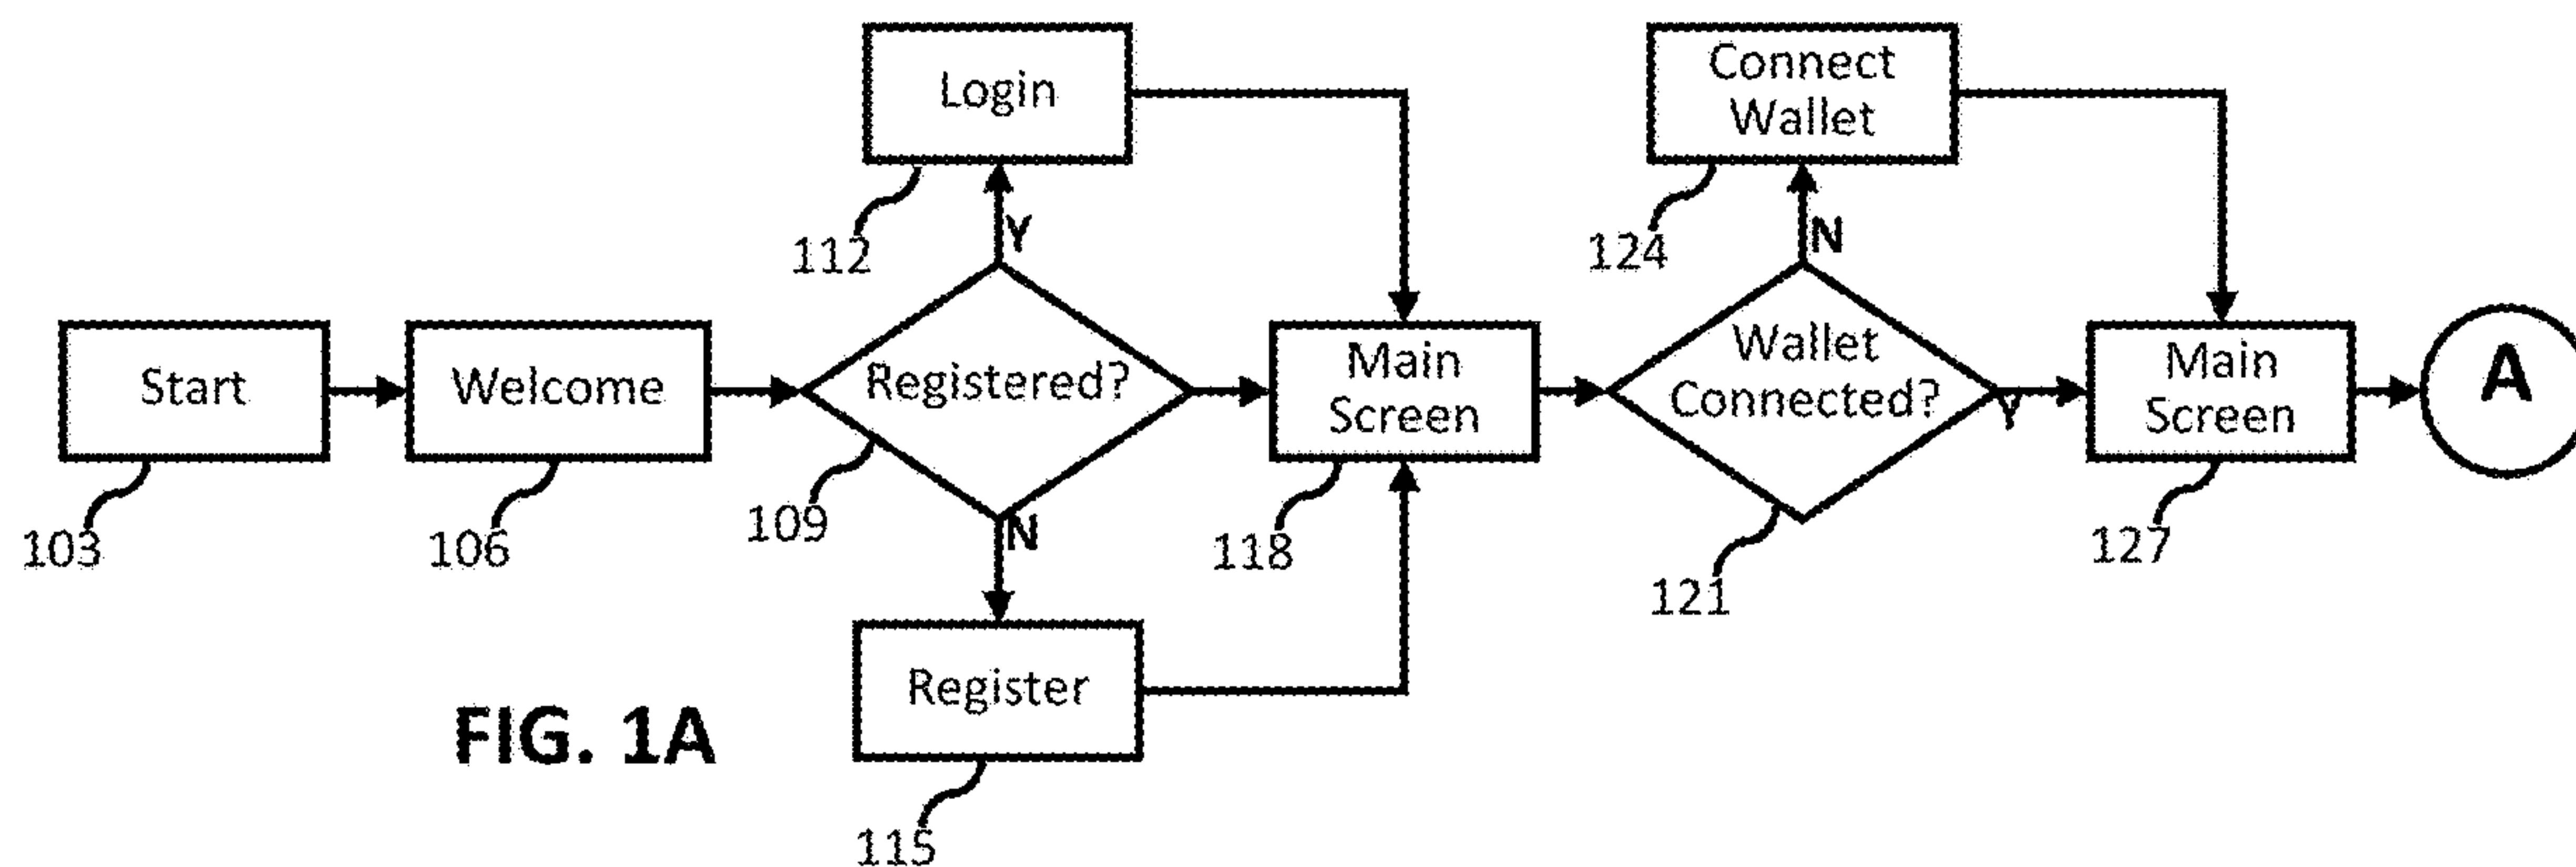 Login
Connect
Wallet
112
Y
124
N
Start
Welcome
Registered?
Main
Screen
Wallet
Connected?
Y
Main
Screen
A
103
106
109
N
118
121
127
Register
FIG. 1A
115